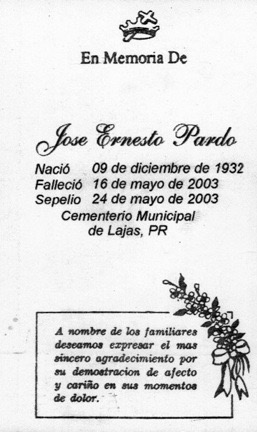 En Memoria De
Jose Ernesto Pardo
Nació 09 de diciembre de 1932
Falleció 16 de mayo de 2003
Sepelio 24 de mayo de 2003
Cementerio Municipal
de Lajas, PR
A nombre de los familiares
deseamos expresar el mas
sincero agradecimiento por
su demostracion de afecto
y cariño en sus momentos
de dolor.